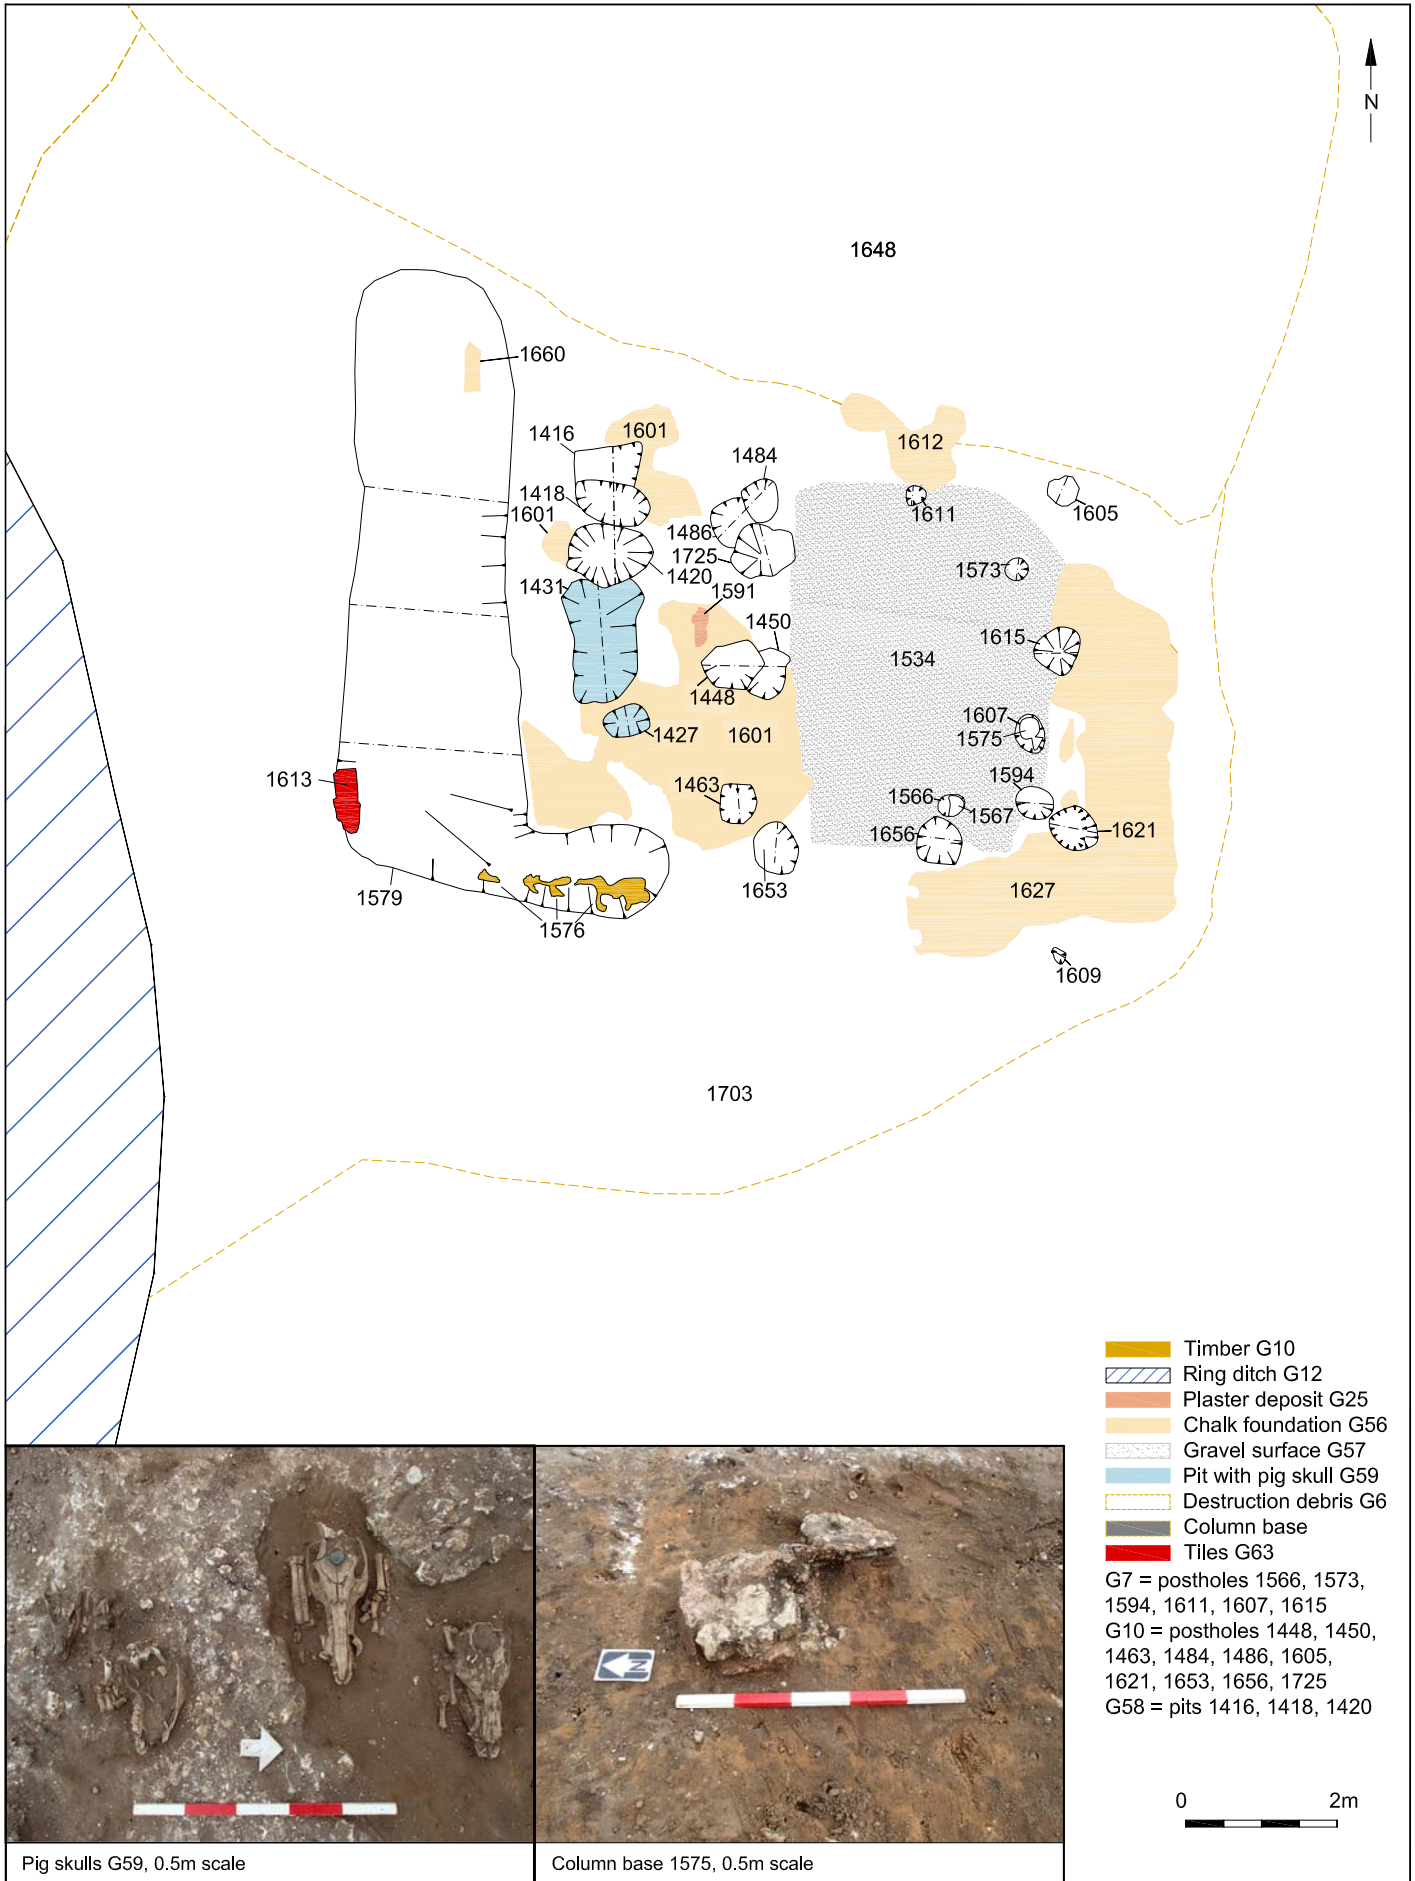 N
1648
1660
1416
1601
1484
1612
1418
1601
1486
1611
1605
1725
1573
1420
1431
1591
1450
1615
1534
1448
1607
1427
1601
1575
1613
1463
1594
1566
1567
1656
1621
1579
1653
1627
1576
1609
1703
Timber G10
Ring ditch G12
Plaster deposit G25
Chalk foundation G56
Gravel surface G57
Pit with pig skull G59
Destruction debris G6
Column base
Tiles G63
G7 = postholes 1566, 1573,
1594, 1611, 1607, 1615
G10 = postholes 1448, 1450,
1463, 1484, 1486, 1605,
1621, 1653, 1656, 1725
G58 = pits 1416, 1418, 1420
N
0 2m
Pig skulls G59, 0.5m scale
Column base 1575, 0.5m scale